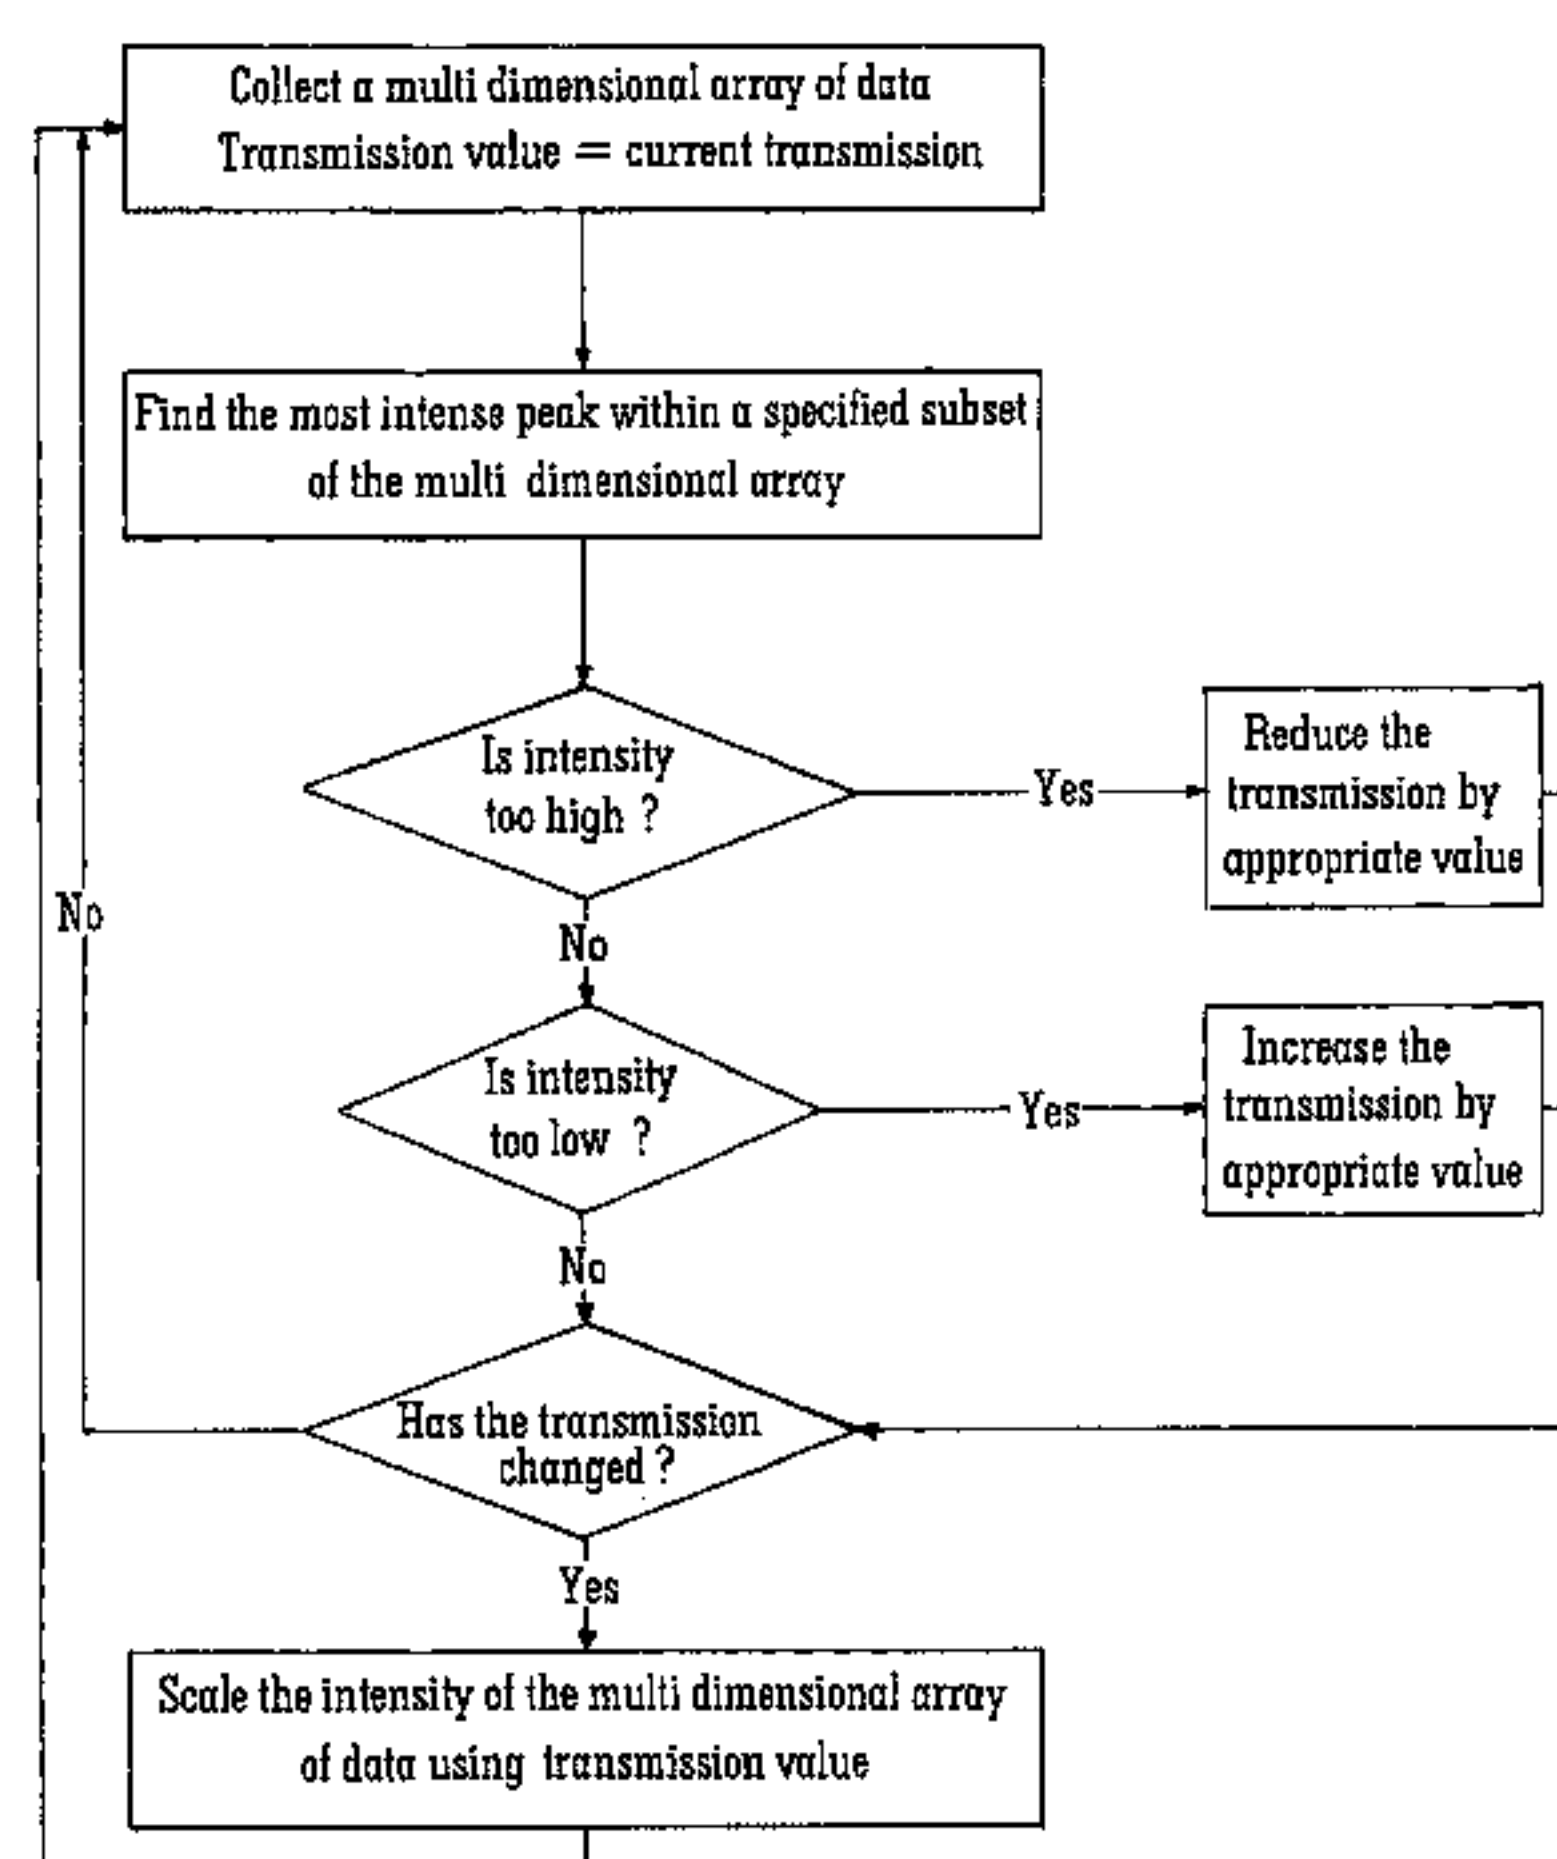 Collect a multi dimensional array of data
Transmission value = current transmission
Find the most intense peak within a specified subset
of the multi dimensional array
Is intensity
too high ?
Yes
Reduce the
transmission by
appropriate value
No
No
Is intensity
too low ?
Yes
Increase the
transmission by
appropriate value
No
Has the transmission
changed ?
Yes
Scale the intensity of the multi dimensional array
of data using transmission value